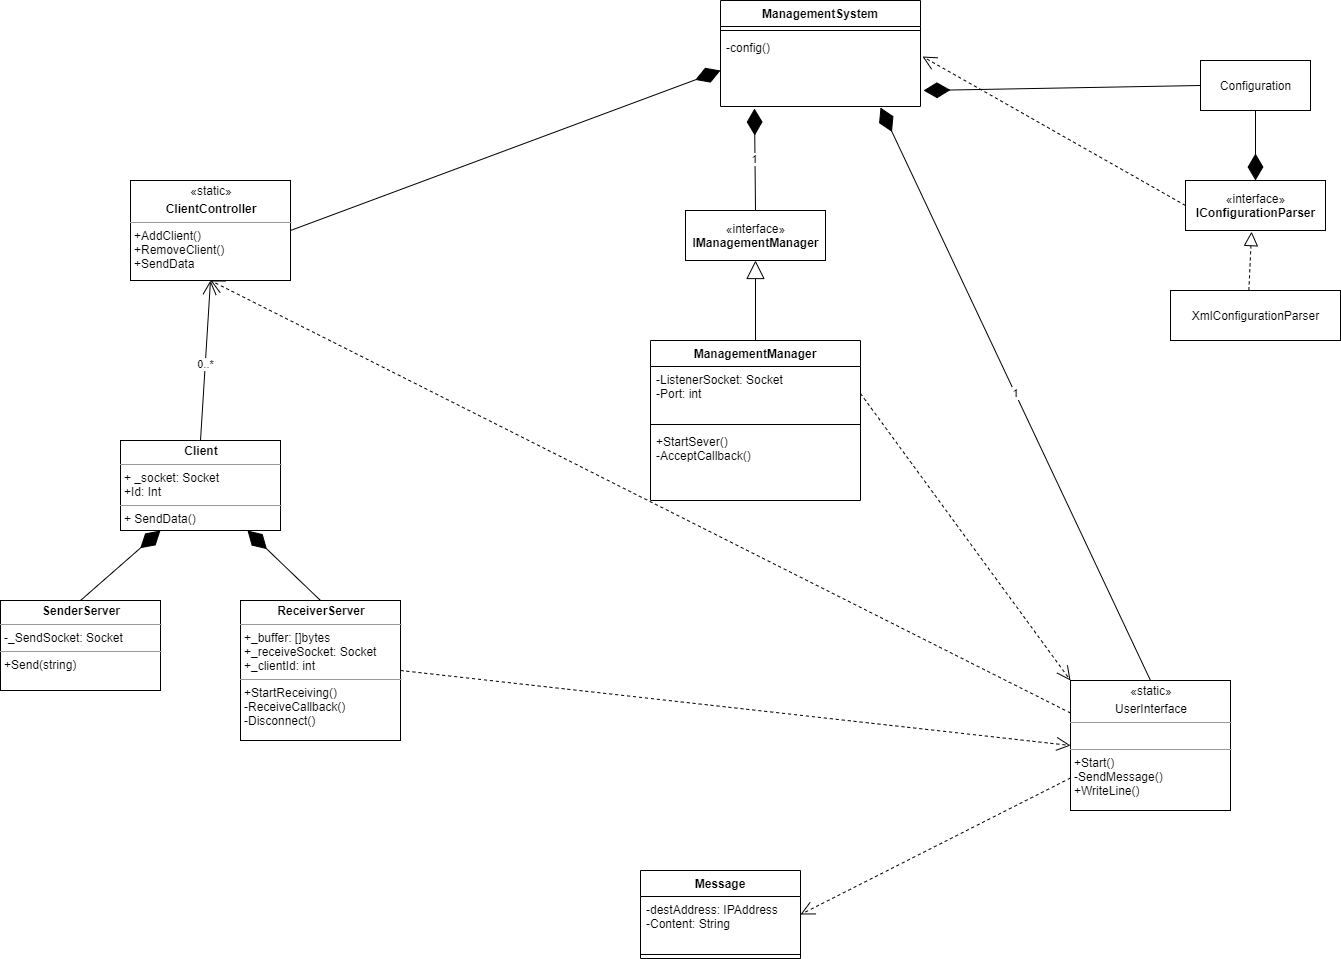 ManagementSystem
-config()
Configuration
«static»
ClientController
+AddClient()
+RemoveClient()
+SendData
1
«interface»
IManagementManager
«interface»
IConfigurationParser
XmlConfigurationParser
0..*
ManagementManager
-ListenerSocket: Socket
-Port: int
+StartSever()
-AcceptCallback()
1
Client
+ _socket: Socket
+Id: Int
+ SendData()
SenderServer
-_SendSocket: Socket
+Send(string)
ReceiverServer
+_buffer: []bytes
+_receiveSocket: Socket
+_clientId: int
+StartReceiving()
-ReceiveCallback()
-Disconnect()
«static»
UserInterface
+Start()
-SendMessage()
+WriteLine()
Message
-destAddress: IPAddress
-Content: String